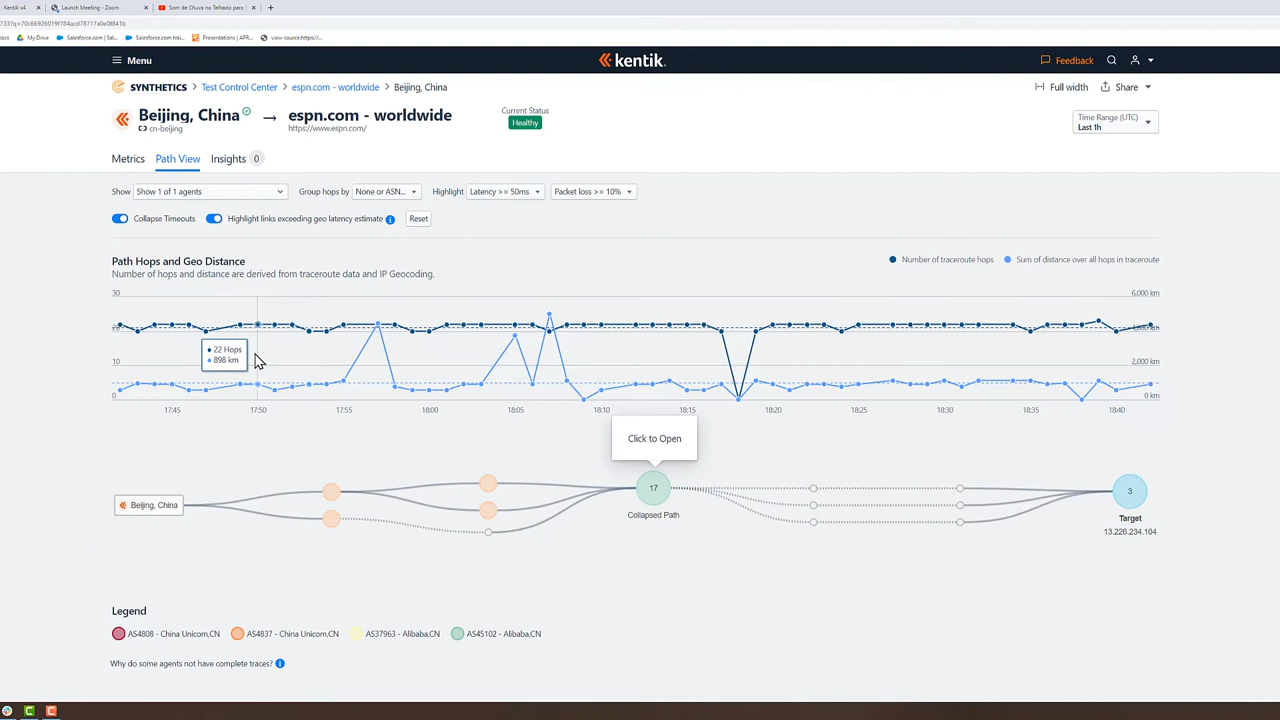 - Kentik v4
Launch Meeting - Zoom
Som de Chuva no Telhado para
733?q=70c66926019f784acd78717a0e0f841b
ocs
My Drive
Salesforce.com | Sal...
Salesforce.com trai...
Presentations | APR...
view-source:https://...
Menu
kentik
Feedback
SYNTHETICS
Test Control Center
espn.com - worldwide
Beijing, China
Full width
Share
Beijing, China
→
espn.com - worldwide
cn-beijing
https://www.espn.com/
Current Status
Healthy
Time Range (UTC)
Last 1h
Metrics
Path View
Insights
0
Show
Show 1 of 1 agents
Group hops by
None or ASN...
Highlight
Latency >= 50ms
Packet loss >= 10%
Collapse Timeouts
Highlight links exceeding geo latency estimate
Reset
Path Hops and Geo Distance
Number of hops and distance are derived from traceroute data and IP Geocoding.
Number of traceroute hops
Sum of distance over all hops in traceroute
30
6,000 km
20
22 Hops
898 km
10
2,000 km
0
0 km
17:45
17:50
17:55
18:00
18:05
18:10
18:15
18:20
18:25
18:30
18:35
18:40
Click to Open
Beijing, China
17
Collapsed Path
3
Target
13.226.234.104
Legend
AS4808 - China Unicom,CN
AS4837 - China Unicom,CN
AS37963 - Alibaba,CN
AS45102 - Alibaba,CN
Why do some agents not have complete traces?